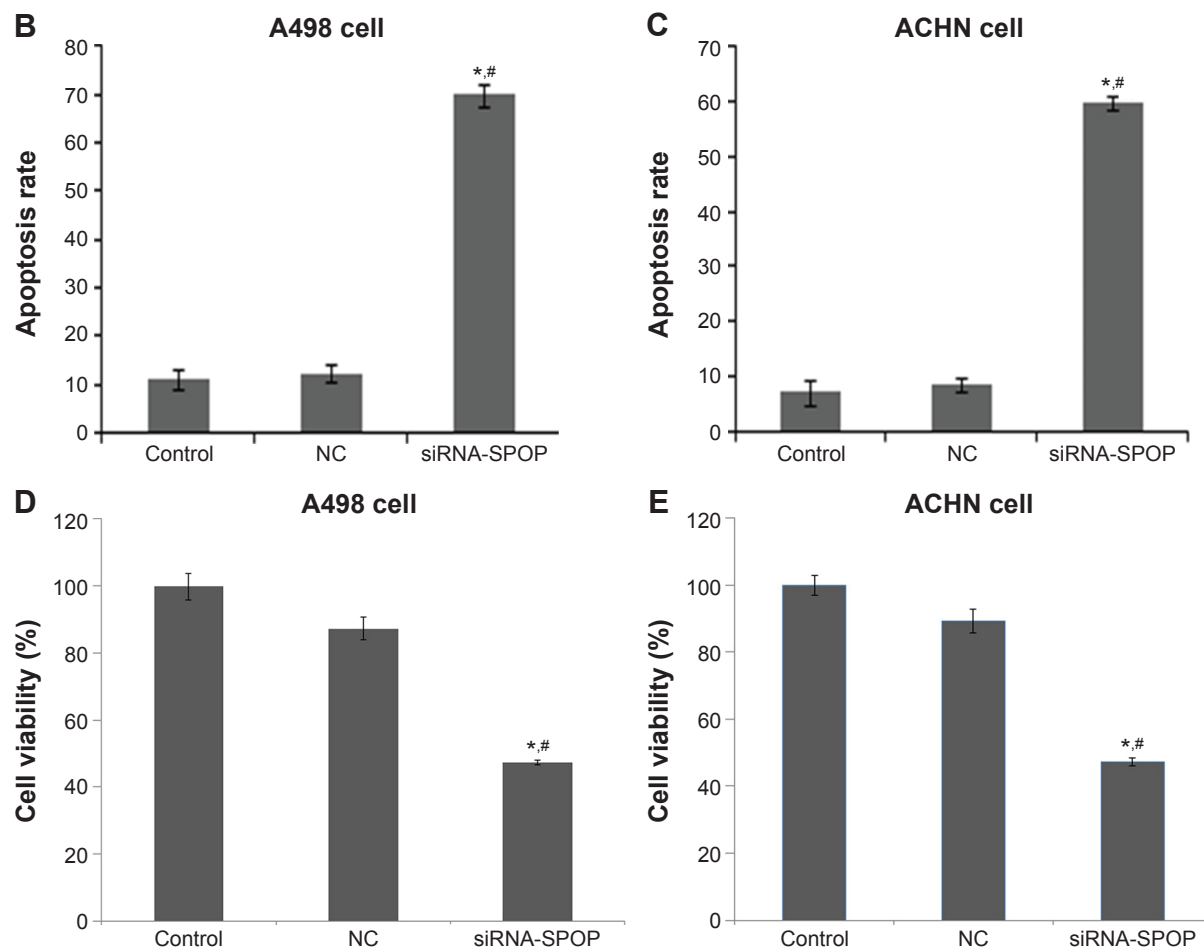 B
A498 cell
Apoptosis rate
80
70
60
50
40
30
20
10
0
*,#
Control NC siRNA-SPOP
C
ACHN cell
Apoptosis rate
70
60
50
40
30
20
10
0
*,#
Control NC siRNA-SPOP
D
A498 cell
Cell viability (%)
120
100
80
60
40
20
0
*,#
Control NC siRNA-SPOP
E
ACHN cell
Cell viability (%)
120
100
80
60
40
20
0
*,#
Control NC siRNA-SPOP